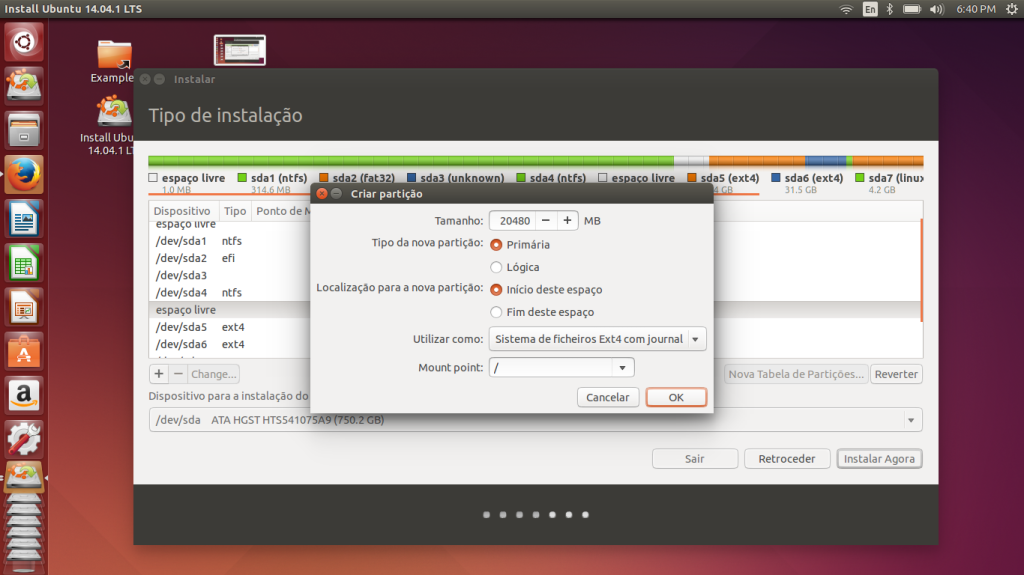 Install Ubuntu 14.04.1 LTS
En
6:40 PM
Example
Install Ubu
14.04.1 LT
Instalar
Tipo de instalação
espaço livre sda1 (ntfs) sda2 (fat32) sda3 (unknown) sda4 (ntfs) espaço livre sda5 (ext4) sda6 (ext4) sda7 (linux
1.0 MB 314.6 MB GB 31.5 GB 4.2 GB
Dispositivo Tipo Ponto de M
espaço livre
/dev/sda1 ntfs
/dev/sda2 efi
/dev/sda3
/dev/sda4 ntfs
espaço livre
/dev/sda5 ext4
/dev/sda6 ext4
Criar partição
Tamanho: 20480 − + MB
Tipo da nova partição: Primária
Lógica
Localização para a nova partição: Início deste espaço
Fim deste espaço
Utilizar como: Sistema de ficheiros Ext4 com journal
Mount point: /
Cancelar OK
+ − Change... Nova Tabela de Partições... Reverter
Dispositivo para a instalação do
/dev/sda ATA HGST HTS541075A9 (750.2 GB)
Sair Retroceder Instalar Agora